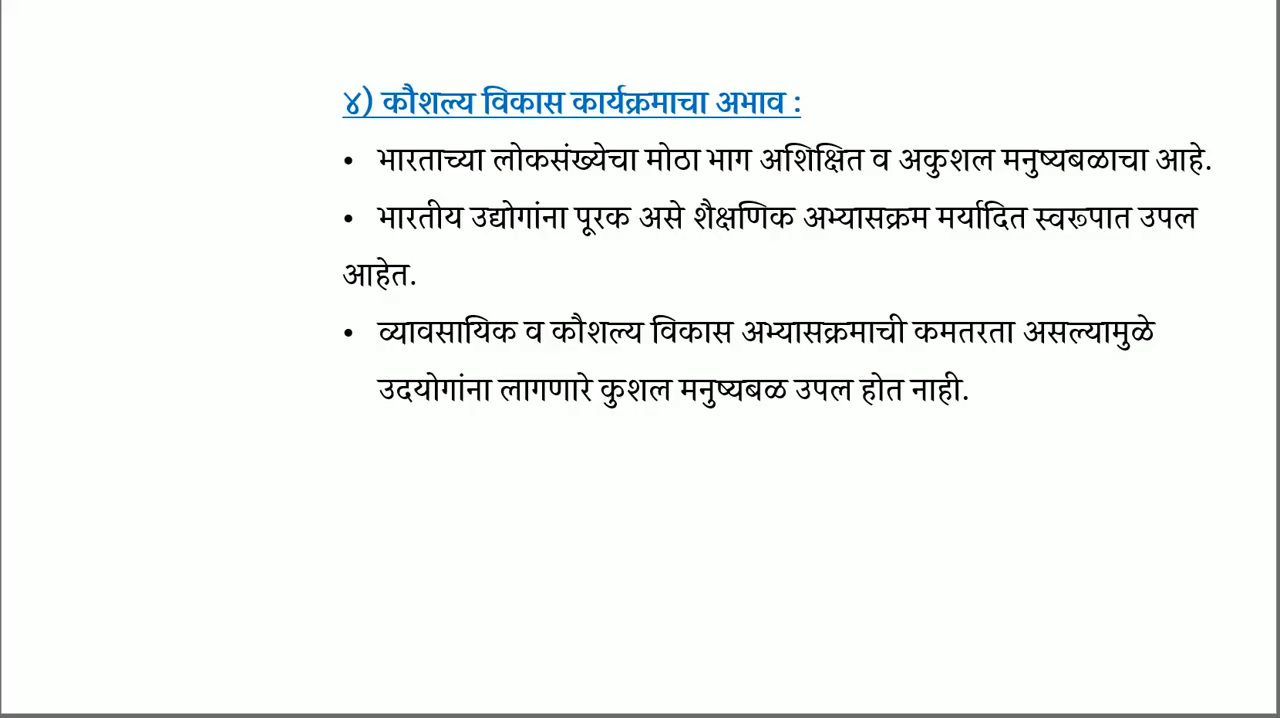 ४) कौशल्य विकास कार्यक्रमाचा अभाव :
• भारताच्या लोकसंख्येचा मोठा भाग अशिक्षित व अकुशल मनुष्यबळाचा आहे.
• भारतीय उद्योगांना पूरक असे शैक्षणिक अभ्यासक्रम मर्यादित स्वरूपात उपल
आहेत.
• व्यावसायिक व कौशल्य विकास अभ्यासक्रमाची कमतरता असल्यामुळे
उदयोगांना लागणारे कुशल मनुष्यबळ उपल होत नाही.